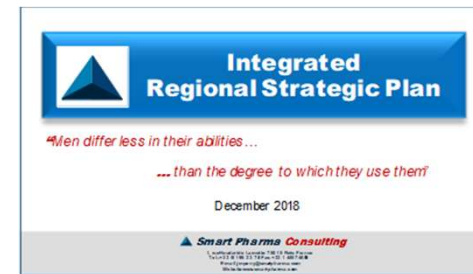 Integrated
Regional Strategic Plan
“Men differ less in their abilities…
… than the degree to which they use them”
December 2018
Smart Pharma Consulting